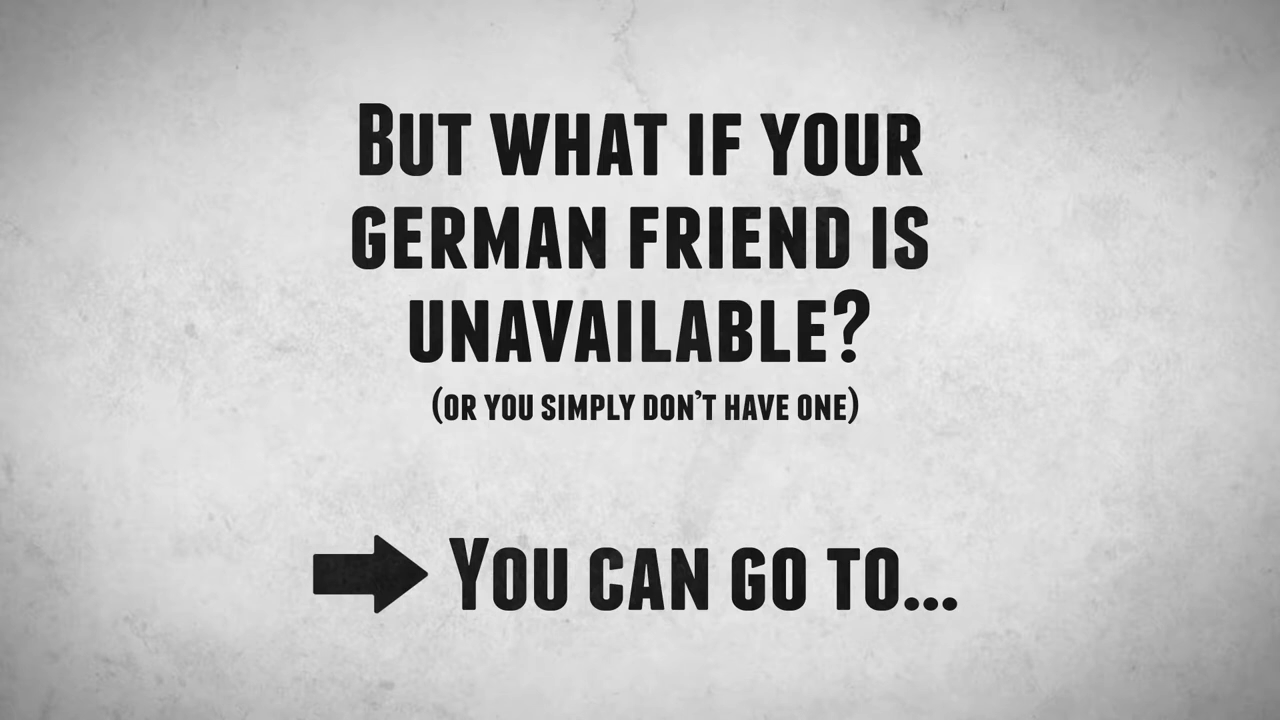 But what if your
german friend is
unavailable?
(or you simply don't have one)
You can go to...